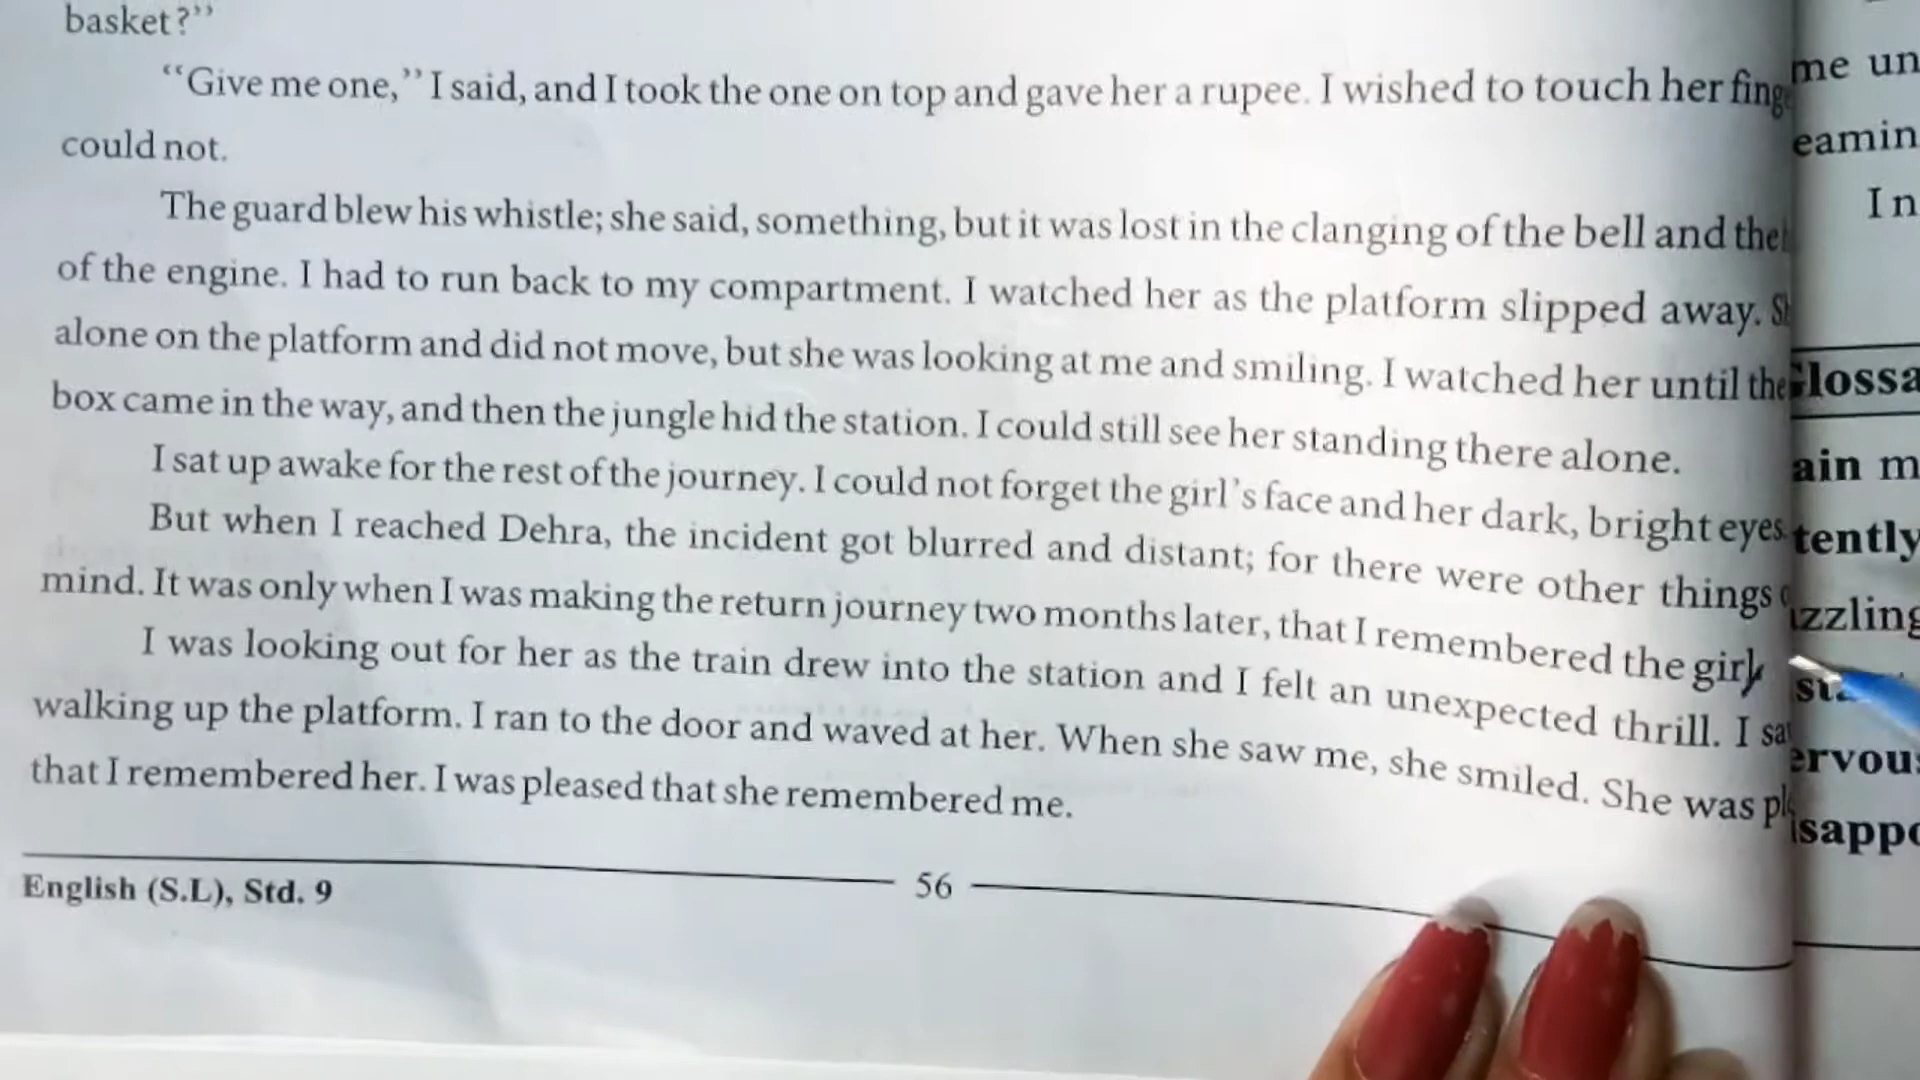 basket?”
“Give me one,” I said, and I took the one on top and gave her a rupee. I wished to touch her
could not.
The guard blew his whistle; she said, something, but it was lost in the clanging of the bell and the
of the engine. I had to run back to my compartment. I watched her as the platform slipped away.
alone on the platform and did not move, but she was looking at me and smiling. I watched her until the
box came in the way, and then the jungle hid the station. I could still see her standing there alone.
I sat up awake for the rest of the journey. I could not forget the girl’s face and her dark, bright eyes
But when I reached Dehra, the incident got blurred and distant; for there were other things
mind. It was only when I was making the return journey two months later, that I remembered the girl
I was looking out for her as the train drew into the station and I felt an unexpected thrill. I
walking up the platform. I ran to the door and waved at her. When she saw me, she smiled. She was
that I remembered her. I was pleased that she remembered me.
English (S.L), Std. 9
56
me un
eamin
In
lossa
ain m
tently
zzling
ervous
isappo